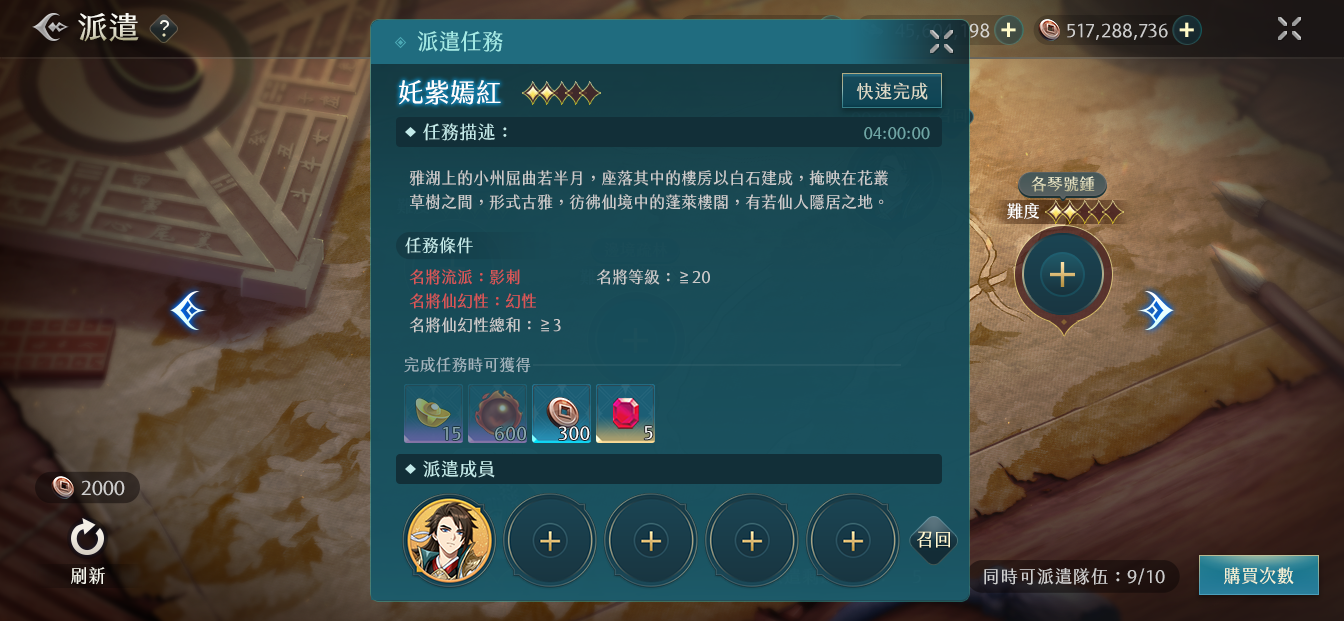 派遣 ?
派遣任務
98
517,288,736
妊紫嫣紅
快速完成
任務描述：
04:00:00
雅湖上的小州屈曲若半月，座落其中的樓房以白石建成，掩映在花叢
草樹之間，形式古雅，彷彿仙境中的蓬萊樓閣，有若仙人隱居之地。
任務條件
名將流派：影刺
名將等級：≧20
名將仙幻性：幻性
名將仙幻性總和：≧3
完成任務時可獲得
15
600
300
5
派遣成員
召回
各琴號鍾
難度
2000
刷新
同時可派遣隊伍：9/10
購買次數